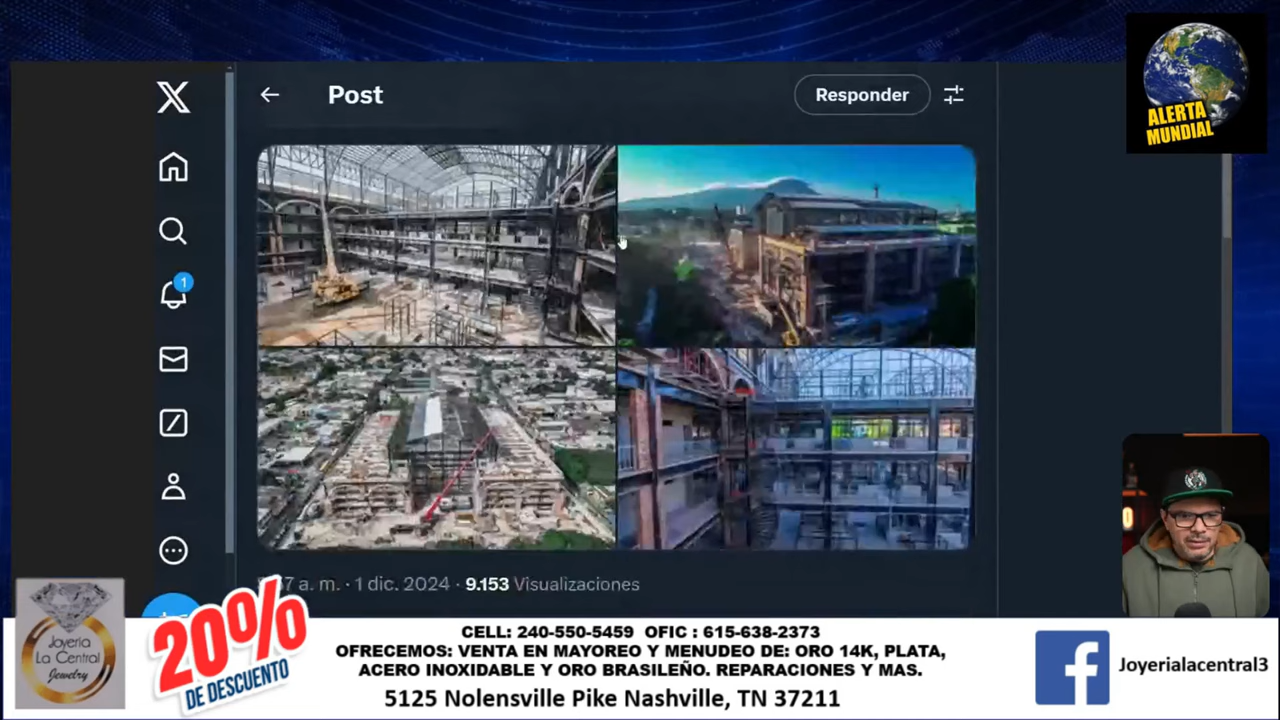 Post
Responder
ALERTA
MUNDIAL
1
a. m. · 1 dic. 2024 · 9.153 Visualizaciones
Joyeria
La Central
Jewelry
20%
DE DESCUENTO
CELL: 240-550-5459 OFIC : 615-638-2373
OFRECEMOS: VENTA EN MAYOREO Y MENUDEO DE: ORO 14K, PLATA,
ACERO INOXIDABLE Y ORO BRASILEÑO. REPARACIONES Y MAS.
5125 Nolensville Pike Nashville, TN 37211
Joyerialacentral3